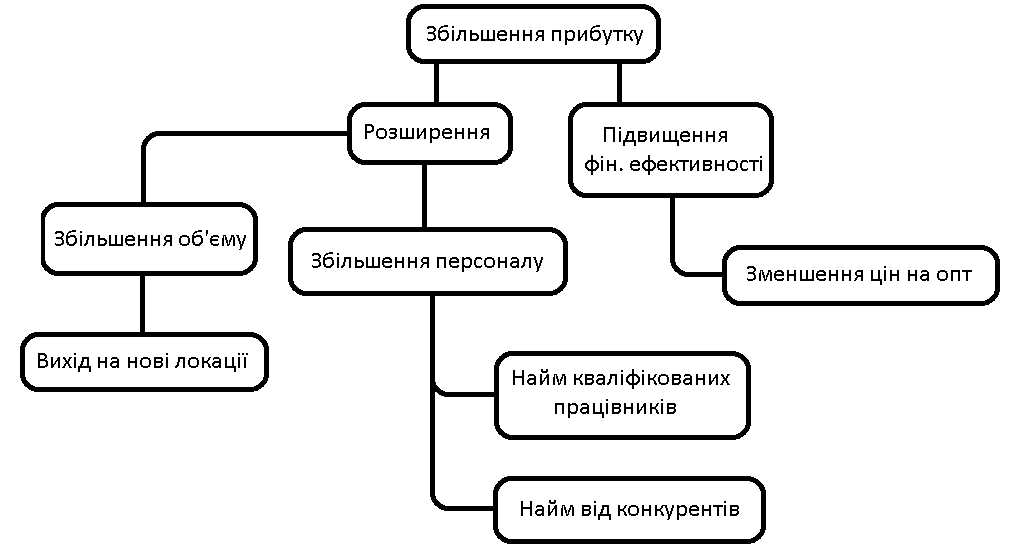 Збільшення прибутку
Розширення
Підвищення
фін. ефективності
Збільшення об'єму
Збільшення персоналу
Зменшення цін на опт
Вихід на нові локації
Найм кваліфікованих
працівників
Найм від конкурентів